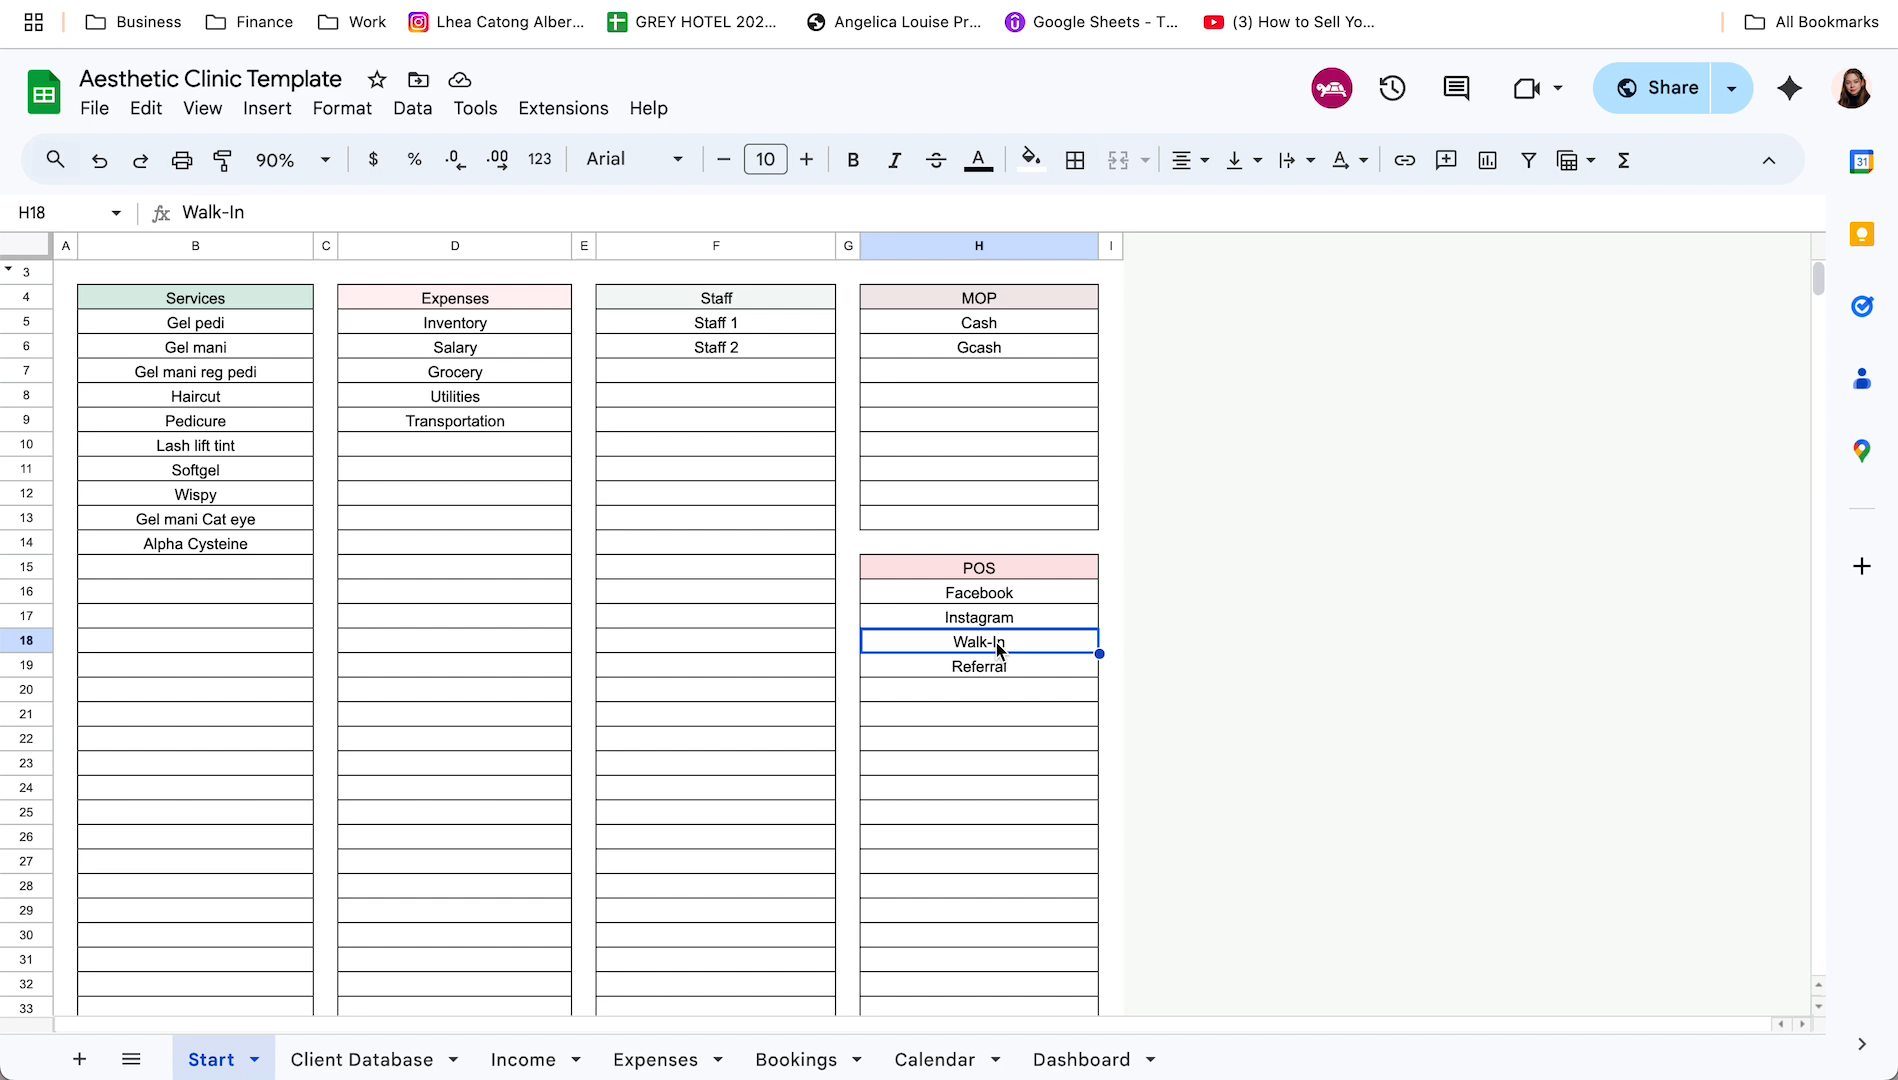 Business
Finance
Work
Lhea Catong Alber...
GREY HOTEL 202...
Angelica Louise Pr...
Google Sheets - T...
(3) How to Sell Yo...
All Bookmarks
Aesthetic Clinic Template
File Edit View Insert Format Data Tools Extensions Help
Share
90% $ % .0 .00 123 Arial 10 B I A Σ
31
H18 fx Walk-In
A B C D E F G H I
3
4 Services Expenses Staff MOP
5 Gel pedi Inventory Staff 1 Cash
6 Gel mani Salary Staff 2 Gcash
7 Gel mani reg pedi Grocery
8 Haircut Utilities
9 Pedicure Transportation
10 Lash lift tint
11 Softgel
12 Wispy
13 Gel mani Cat eye
14 Alpha Cysteine
15 POS
16 Facebook
17 Instagram
18 Walk-In
19 Referral
20
21
22
23
24
25
26
27
28
29
30
31
32
33
Start Client Database Income Expenses Bookings Calendar Dashboard